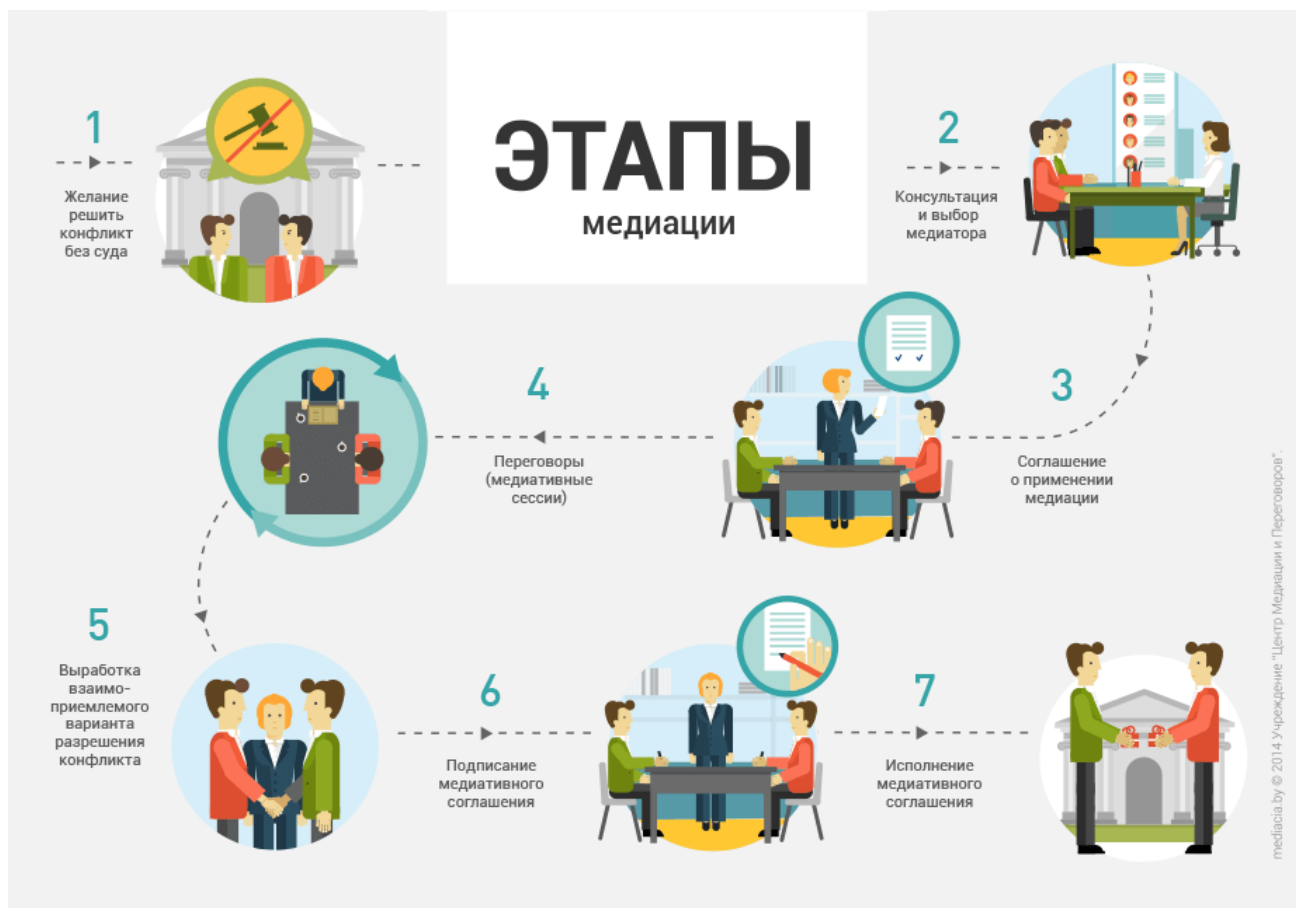 ЭТАПЫ
медиации
1
Желание
решить
конфликт
без суда
2
Консультация
и выбор
медиатора
3
Соглашение
о применении
медиации
4
Переговоры
(медиативные
сессии)
5
Выработка
взаимо-
приемлемого
варианта
разрешения
конфликта
6
Подписание
медиативного
соглашения
7
Исполнение
медиативного
соглашения
mediacia.by © 2014 Учреждение "Центр Медиации и Переговоров".